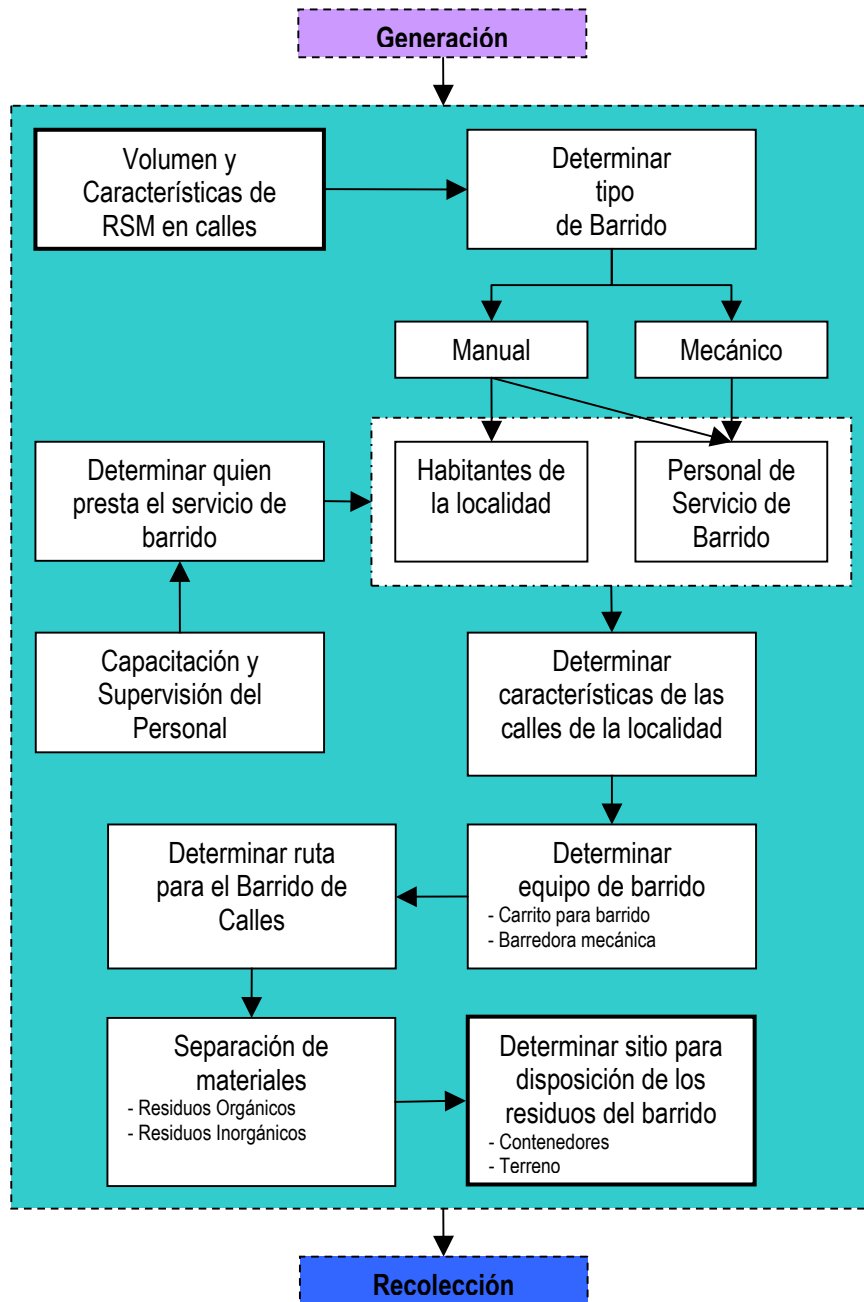 Generación
Volumen y
Características de
RSM en calles
Determinar
tipo
de Barrido
Manual
Mecánico
Determinar quien
presta el servicio de
barrido
Habitantes de
la localidad
Personal de
Servicio de
Barrido
Capacitación y
Supervisión del
Personal
Determinar
características de las
calles de la localidad
Determinar ruta
para el Barrido de
Calles
Determinar
equipo de barrido
- Carrito para barrido
- Barredora mecánica
Separación de
materiales
- Residuos Orgánicos
- Residuos Inorgánicos
Determinar sitio para
disposición de los
residuos del barrido
- Contenedores
- Terreno
Recolección